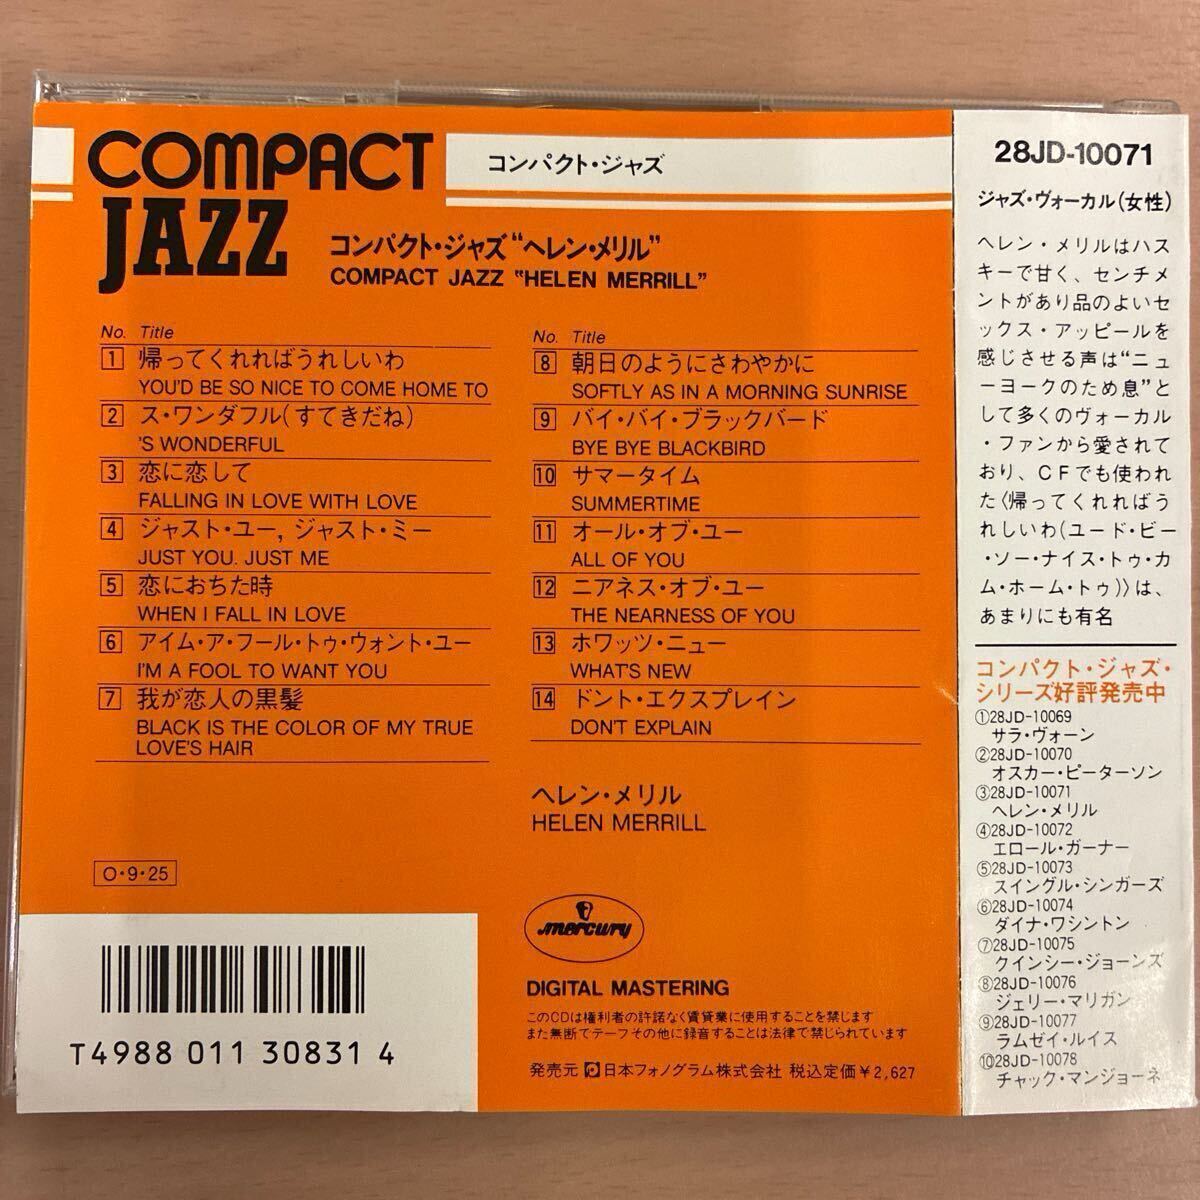 COMPACT
JAZZ
コンパクト・ジャズ
コンパクト・ジャズ“ヘレン・メリル”
COMPACT JAZZ “HELEN MERRILL”
No. Title
1 帰ってくれればうれしいわ
YOU'D BE SO NICE TO COME HOME TO
2 ス・ワンダフル(すてきだね)
'S WONDERFUL
3 恋に恋して
FALLING IN LOVE WITH LOVE
4 ジャスト・ユー, ジャスト・ミー
JUST YOU. JUST ME
5 恋におちた時
WHEN I FALL IN LOVE
6 アイム・ア・フール・トゥ・ウォント・ユー
I'M A FOOL TO WANT YOU
7 我が恋人の黒髪
BLACK IS THE COLOR OF MY TRUE
LOVE'S HAIR
No. Title
8 朝日のようにさわやかに
SOFTLY AS IN A MORNING SUNRISE
9 バイ・バイ・ブラックバード
BYE BYE BLACKBIRD
10 サマータイム
SUMMERTIME
11 オール・オブ・ユー
ALL OF YOU
12 ニアネス・オブ・ユー
THE NEARNESS OF YOU
13 ホワッツ・ニュー
WHAT'S NEW
14 ドント・エクスプレイン
DON'T EXPLAIN
ヘレン・メリル
HELEN MERRILL
O・9・25
T4988 011 30831 4
mercury
DIGITAL MASTERING
このCDは権利者の許諾なく賃貸業に使用することを禁じます
また無断でテープその他に録音することは法律で禁じられています
発売元 日本フォノグラム株式会社 税込定価￥2,627
28JD-10071
ジャズ・ヴォーカル(女性)
ヘレン・メリルはハス
キーで甘く、センチメ
ントがあり品のよいセ
ックス・アッピールを
感じさせる声は“ニュ
ーヨークのため息”と
して多くのヴォーカル
・ファンから愛されて
おり、CFでも使われ
た〈帰ってくれればう
れしいわ(ユード・ビー
・ソー・ナイス・トゥ・カ
ム・ホーム・トゥ)〉は、
あまりにも有名
コンパクト・ジャズ・
シリーズ好評発売中
①28JD-10069
サラ・ヴォーン
②28JD-10070
オスカー・ピーターソン
③28JD-10071
ヘレン・メリル
④28JD-10072
エロール・ガーナー
⑤28JD-10073
スイングル・シンガーズ
⑥28JD-10074
ダイナ・ワシントン
⑦28JD-10075
クインシー・ジョーンズ
⑧28JD-10076
ジェリー・マリガン
⑨28JD-10077
ラムゼイ・ルイス
⑩28JD-10078
チャック・マンジョーネ